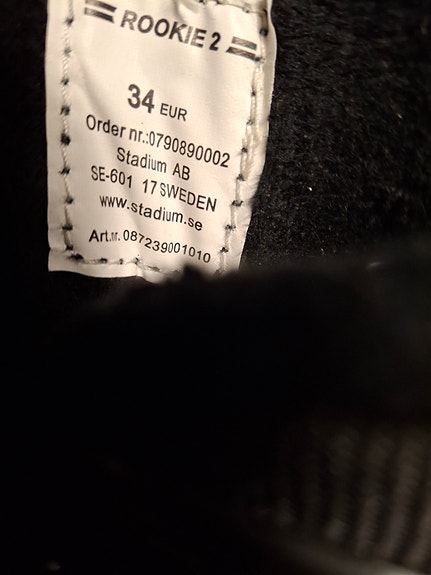 ROOKIE 2
34 EUR
Order nr.:0790890002
Stadium AB
SE-601 17 SWEDEN
www.stadium.se
Art.nr. 087239001010